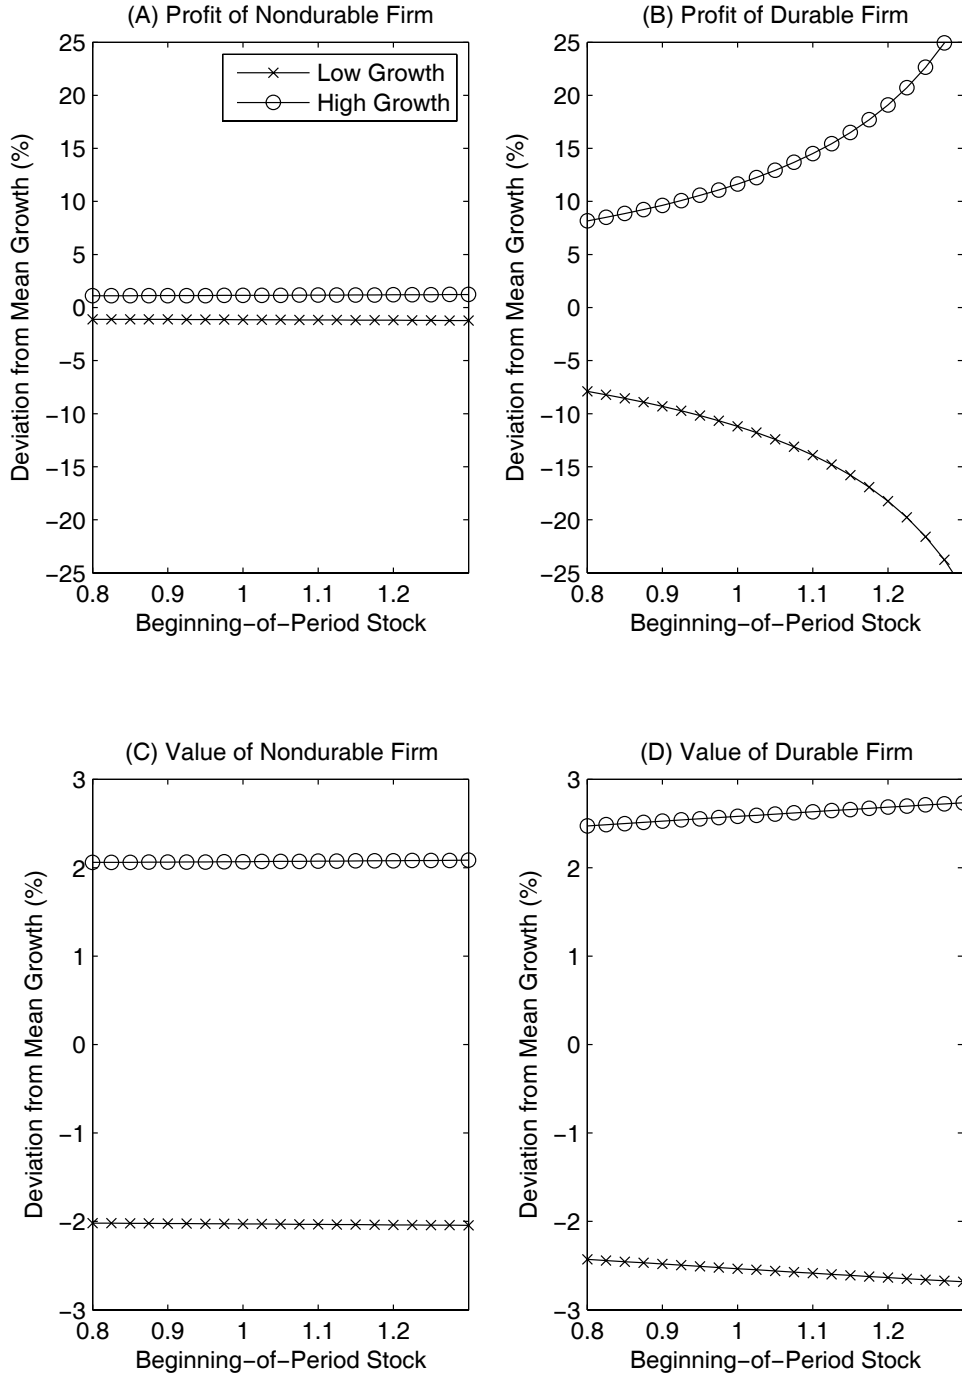 (A) Profit of Nondurable Firm
Deviation from Mean Growth (%)
25
20
15
10
5
0
−5
−10
−15
−20
−25
Low Growth
High Growth
0.8 0.9 1 1.1 1.2
Beginning−of−Period Stock
(B) Profit of Durable Firm
Deviation from Mean Growth (%)
25
20
15
10
5
0
−5
−10
−15
−20
−25
0.8 0.9 1 1.1 1.2
Beginning−of−Period Stock
(C) Value of Nondurable Firm
Deviation from Mean Growth (%)
3
2
1
0
−1
−2
−3
0.8 0.9 1 1.1 1.2
Beginning−of−Period Stock
(D) Value of Durable Firm
Deviation from Mean Growth (%)
3
2
1
0
−1
−2
−3
0.8 0.9 1 1.1 1.2
Beginning−of−Period Stock